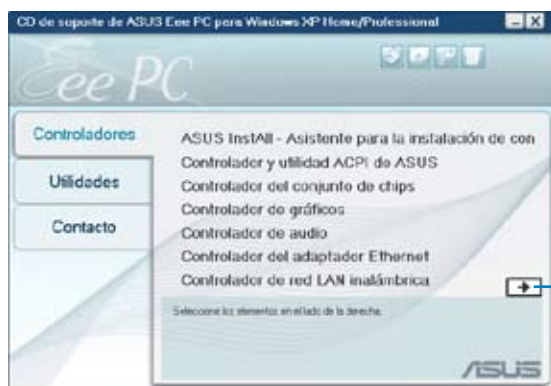 CD de soporte de ASUS Eee PC para Windows XP Home/Professional
Eee PC
Controladores
Utilidades
Contacto
ASUS InstAll - Asistente para la instalación de con
Controlador y utilidad ACPI de ASUS
Controlador del conjunto de chips
Controlador de gráficos
Controlador de audio
Controlador del adaptador Ethernet
Controlador de red LAN inalámbrica
Seleccione los elementos en el lado de la derecha.
ASUS